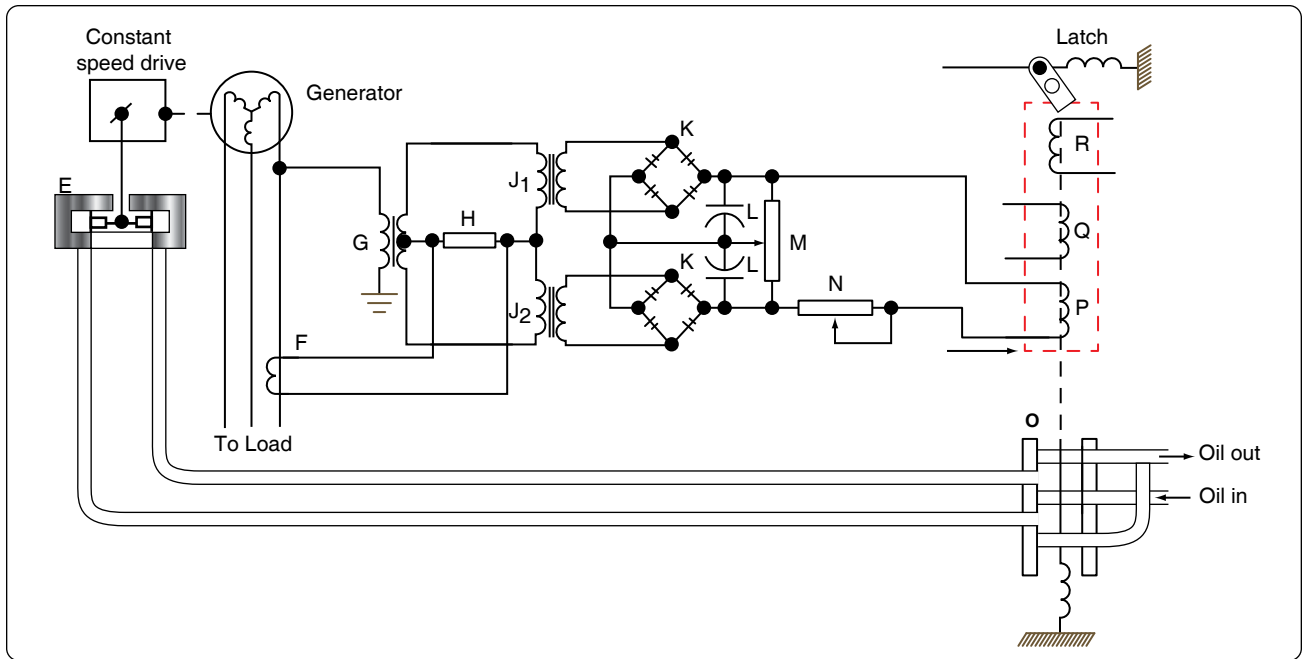 Constant
speed drive
Generator
Latch
E
F
G
H
J1
J2
K
K
L
L
M
N
O
P
Q
R
To Load
Oil out
Oil in